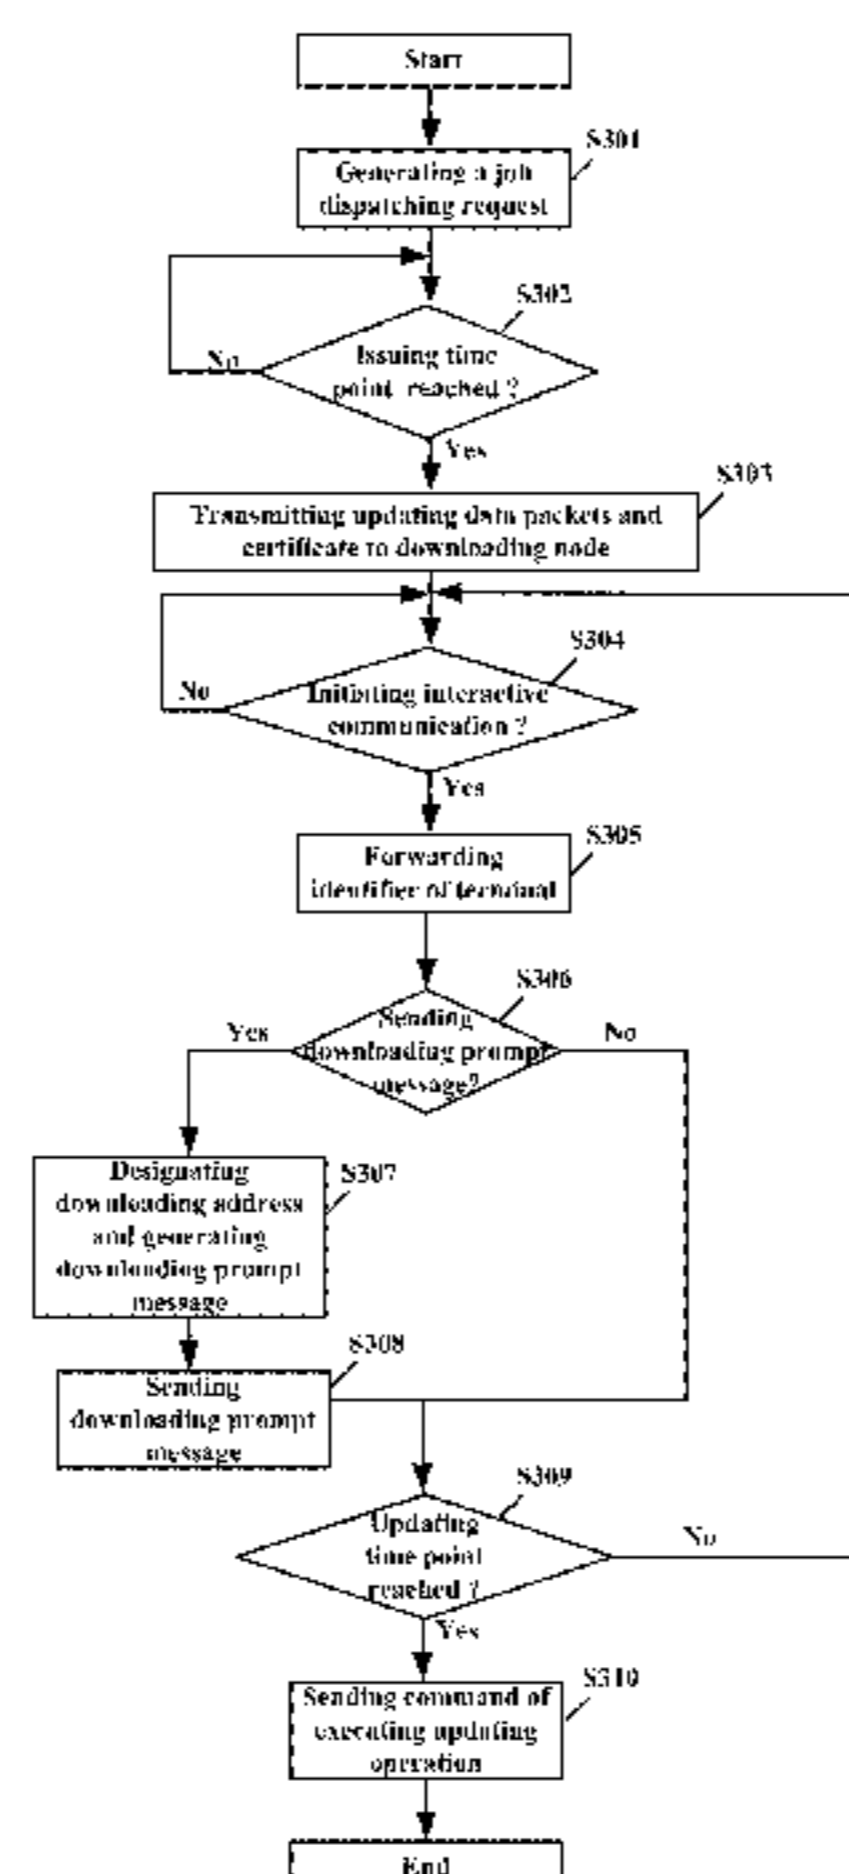 Start
S301
Generating a job
dispatching request
S302
No
Issuing time
point reached ?
Yes
S303
Transmitting updating data packets and
certificate to downloading node
S304
No
Initiating interactive
communication ?
Yes
S305
Forwarding
identifier of terminal
S306
Yes
Sending
No
downloading prompt
message?
S307
Designating
downloading address
and generating
downloading prompt
message
S308
Sending
downloading prompt
message
S309
Updating
No
time point
reached ?
Yes
S310
Sending command of
executing updating
operation
End